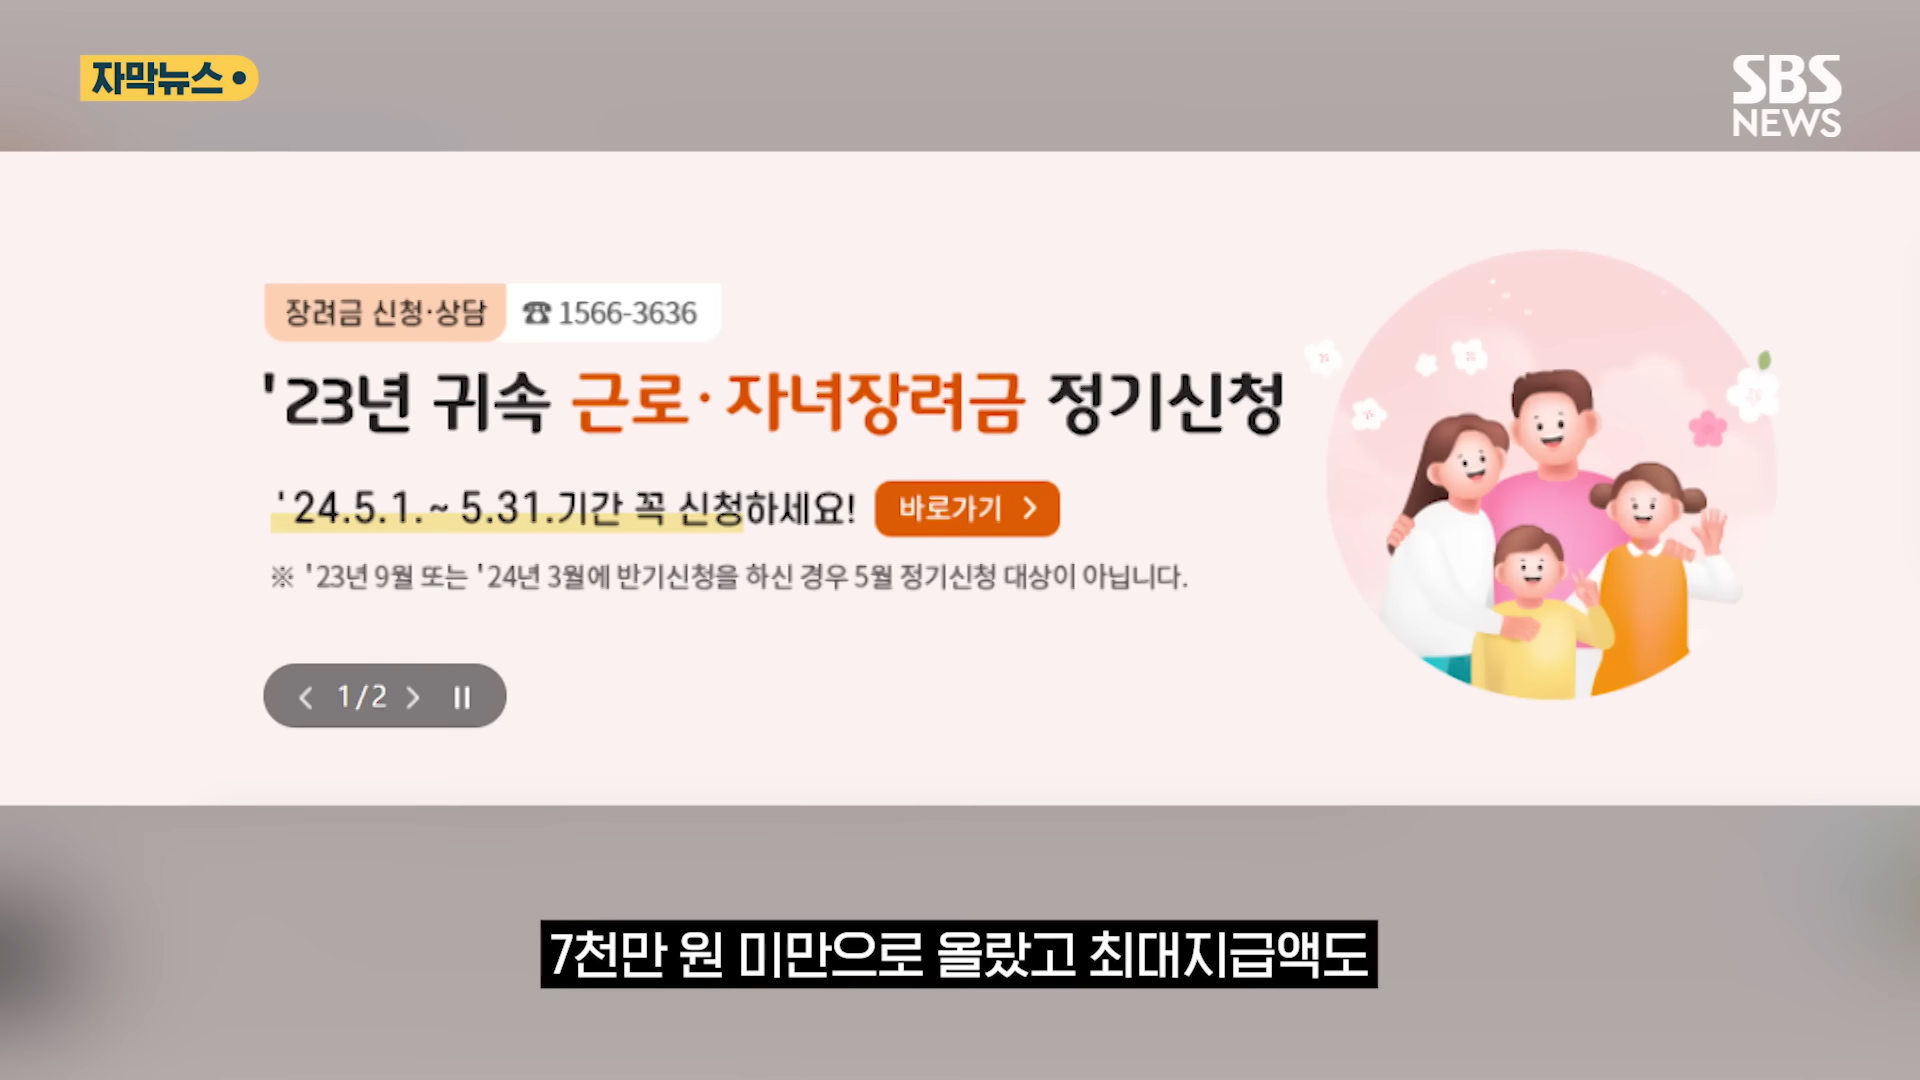 자막뉴스
SBS
NEWS
장려금 신청·상담 ☎ 1566-3636
'23년 귀속 근로·자녀장려금 정기신청
'24.5.1.~ 5.31.기간 꼭 신청하세요! 바로가기 >
※ '23년 9월 또는 '24년 3월에 반기신청을 하신 경우 5월 정기신청 대상이 아닙니다.
< 1/2 >
7천만 원 미만으로 올랐고 최대지급액도